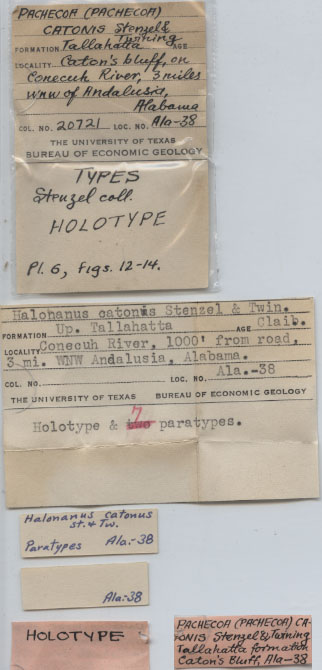 PACHECOA (PACHECOA)
CATONIS Stenzel &
Twining
FORMATION Tallahatta AGE
LOCALITY Caton's bluff, on
Conecuh River, 3 miles
WNW of Andalusia,
Alabama
COL. NO. 20721 LOC. NO. Ala-38
THE UNIVERSITY OF TEXAS
BUREAU OF ECONOMIC GEOLOGY
TYPES
Stenzel coll.
HOLOTYPE
Pl. 6, Figs. 12-14.
Halohanus catonis Stenzel & Twin.
FORMATION Up. Tallahatta AGE Claib.
LOCALITY Conecuh River, 1000' from road,
3 mi. WNW Andalusia, Alabama.
COL. NO. LOC. NO. Ala.-38
THE UNIVERSITY OF TEXAS BUREAU OF ECONOMIC GEOLOGY
7
Holotype & two paratypes.
Halonanus catonus
St. & Tw.
Paratypes Ala.-38
Ala.-38
HOLOTYPE
PACHECOA (PACHECOA) CA-
TONIS Stenzel & Twining
Tallahatta formation
Caton's Bluff, Ala-38